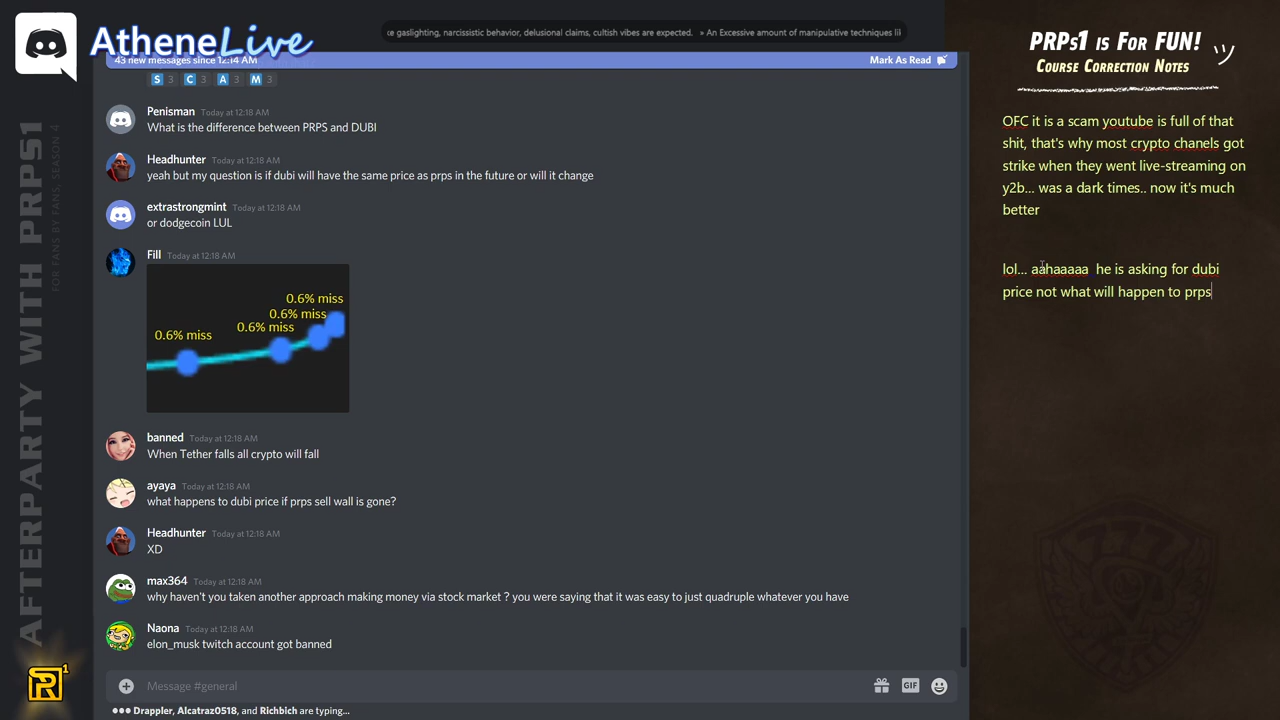 AtheneLive
ke gaslighting, narcissistic behavior, delusional claims, cultish vibes are expected. » An Excessive amount of manipulative techniques li
43 new messages since 12:14 AM
Mark As Read
S 3 C 3 A 3 M 3
Penisman Today at 12:18 AM
What is the difference between PRPS and DUBI
Headhunter Today at 12:18 AM
yeah but my question is if dubi will have the same price as prps in the future or will it change
extrastrongmint Today at 12:18 AM
or dodgecoin LUL
Fill Today at 12:18 AM
0.6% miss
0.6% miss
0.6% miss
0.6% miss
banned Today at 12:18 AM
When Tether falls all crypto will fall
ayaya Today at 12:18 AM
what happens to dubi price if prps sell wall is gone?
Headhunter Today at 12:18 AM
XD
max364 Today at 12:18 AM
why haven't you taken another approach making money via stock market ? you were saying that it was easy to just quadruple whatever you have
Naona Today at 12:18 AM
elon_musk twitch account got banned
Message #general
GIF
Drappler, Alcatraz0518, and Richbich are typing...
AFTERPARTY WITH PRPS1
FOR FANS BY FANS, SEASON 4
R1
PRPs1 is For FUN! ツ
Course Correction Notes
OFC it is a scam youtube is full of that
shit, that's why most crypto chanels got
strike when they went live-streaming on
y2b... was a dark times.. now it's much
better
lol... aahaaaaa he is asking for dubi
price not what will happen to prps